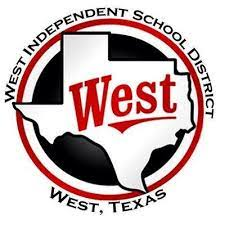 WEST INDEPENDENT SCHOOL DISTRICT
West
WEST, TEXAS